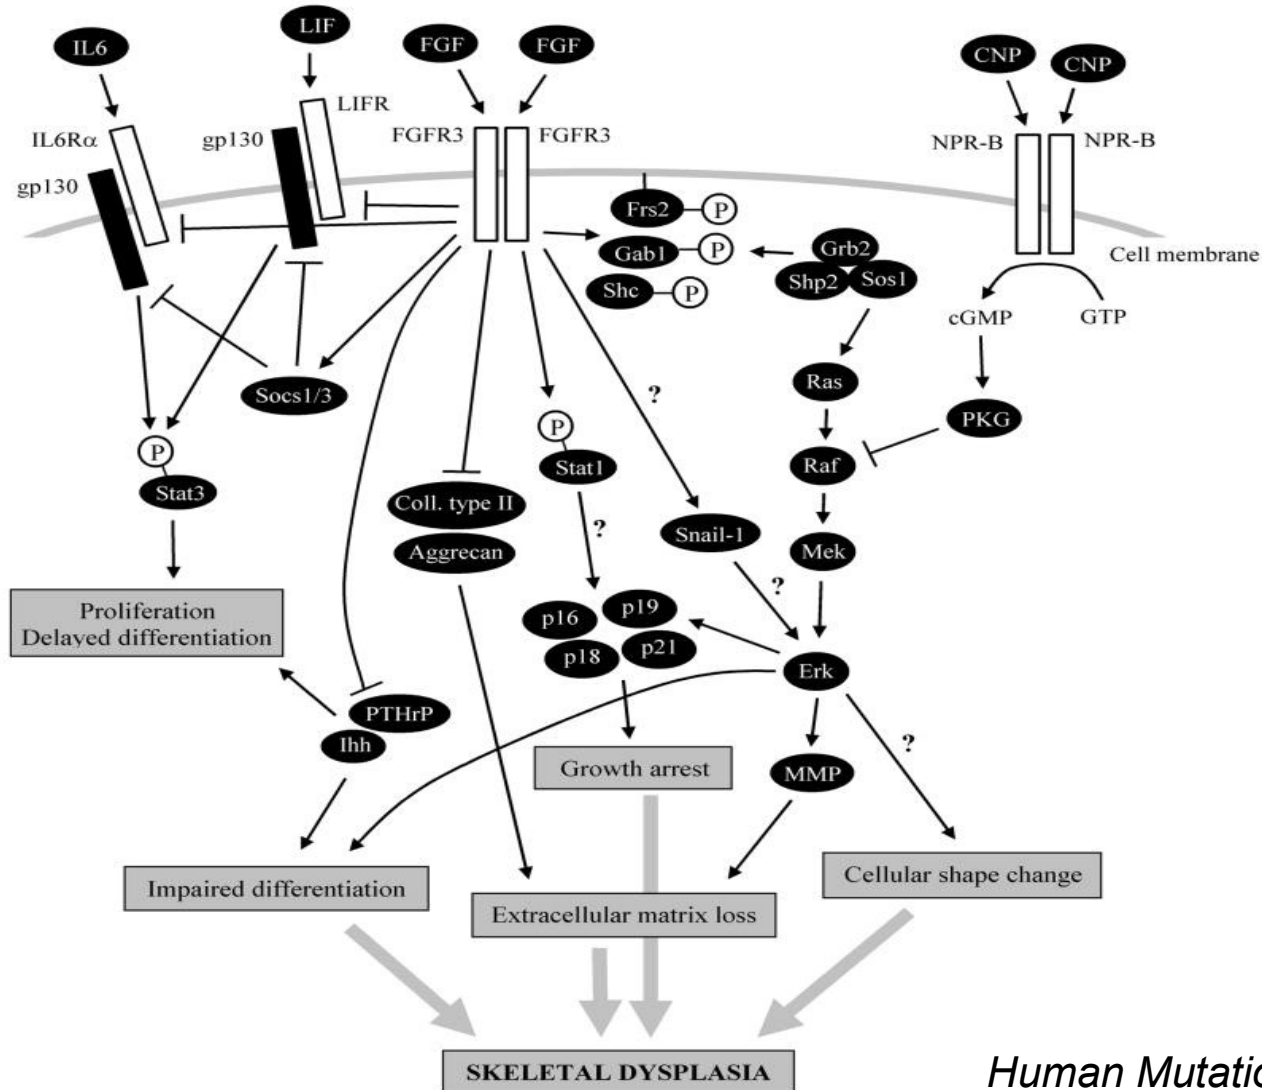 IL6
LIF
FGF
FGF
CNP
CNP
IL6Rα
gp130
gp130
LIFR
FGFR3
FGFR3
NPR-B
NPR-B
Frs2
P
Gab1
P
Shc
P
Grb2
Shp2
Sos1
Cell membrane
cGMP
GTP
Socs1/3
Ras
?
PKG
P
Stat3
P
Stat1
Raf
Coll. type II
Aggrecan
?
Snail-1
Mek
?
Proliferation
Delayed differentiation
p16
p19
p18
p21
Erk
PTHrP
Ihh
?
Growth arrest
MMP
Impaired differentiation
Extracellular matrix loss
Cellular shape change
SKELETAL DYSPLASIA
Human Mutatio